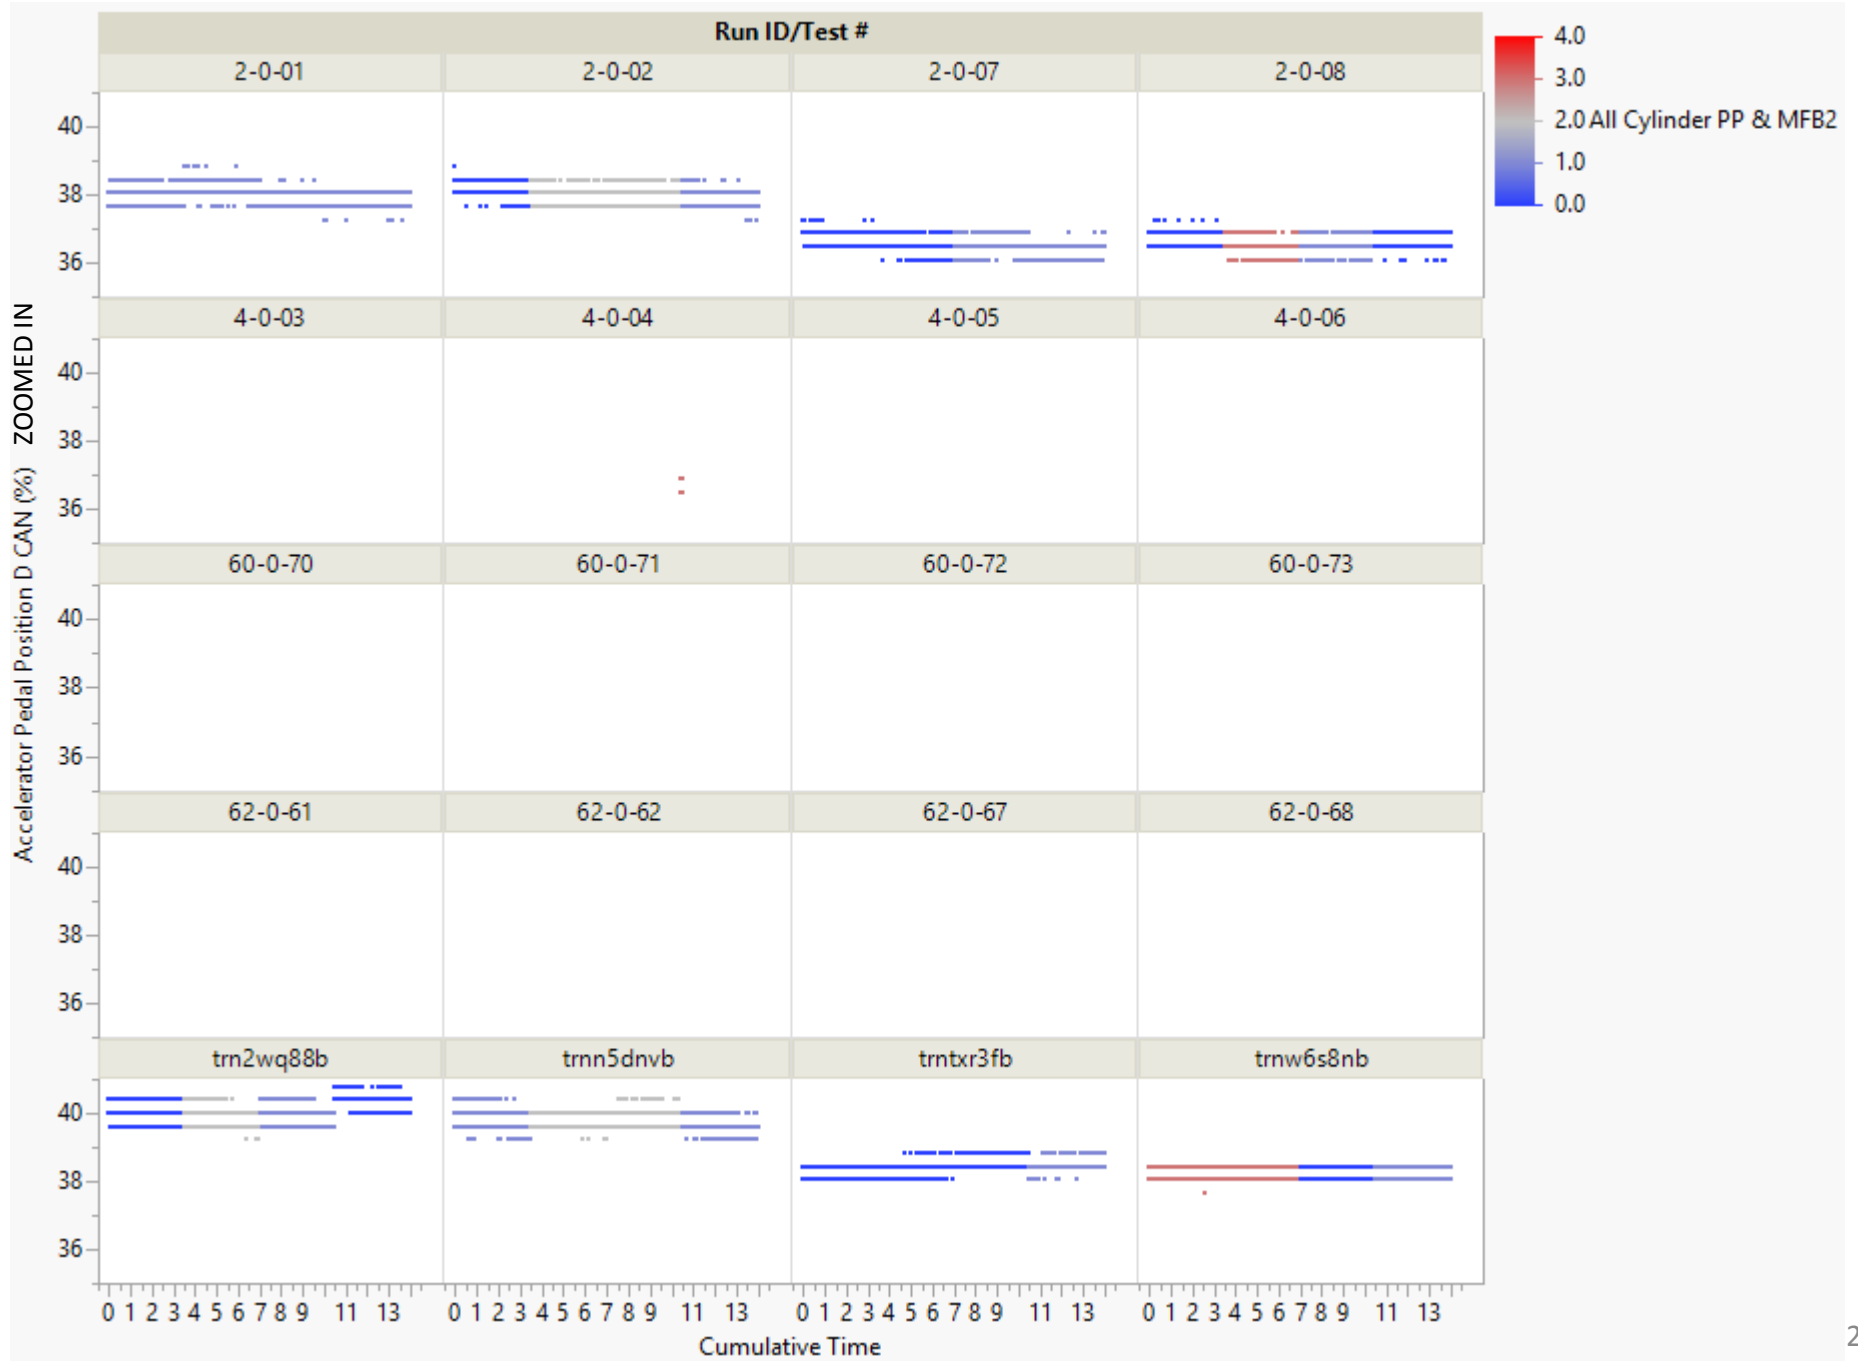 Run ID/Test #
2-0-01 2-0-02 2-0-07 2-0-08
40
38
36
4-0-03 4-0-04 4-0-05 4-0-06
40
38
36
60-0-70 60-0-71 60-0-72 60-0-73
40
38
36
62-0-61 62-0-62 62-0-67 62-0-68
40
38
36
trn2wq88b trnn5dnvb trntxr3fb trnw6s8nb
40
38
36
0 1 2 3 4 5 6 7 8 9 11 13 0 1 2 3 4 5 6 7 8 9 11 13 0 1 2 3 4 5 6 7 8 9 11 13 0 1 2 3 4 5 6 7 8 9 11 13
Cumulative Time
Accelerator Pedal Position D CAN (%) ZOOMED IN
4.0
3.0
2.0 All Cylinder PP & MFB2
1.0
0.0
2